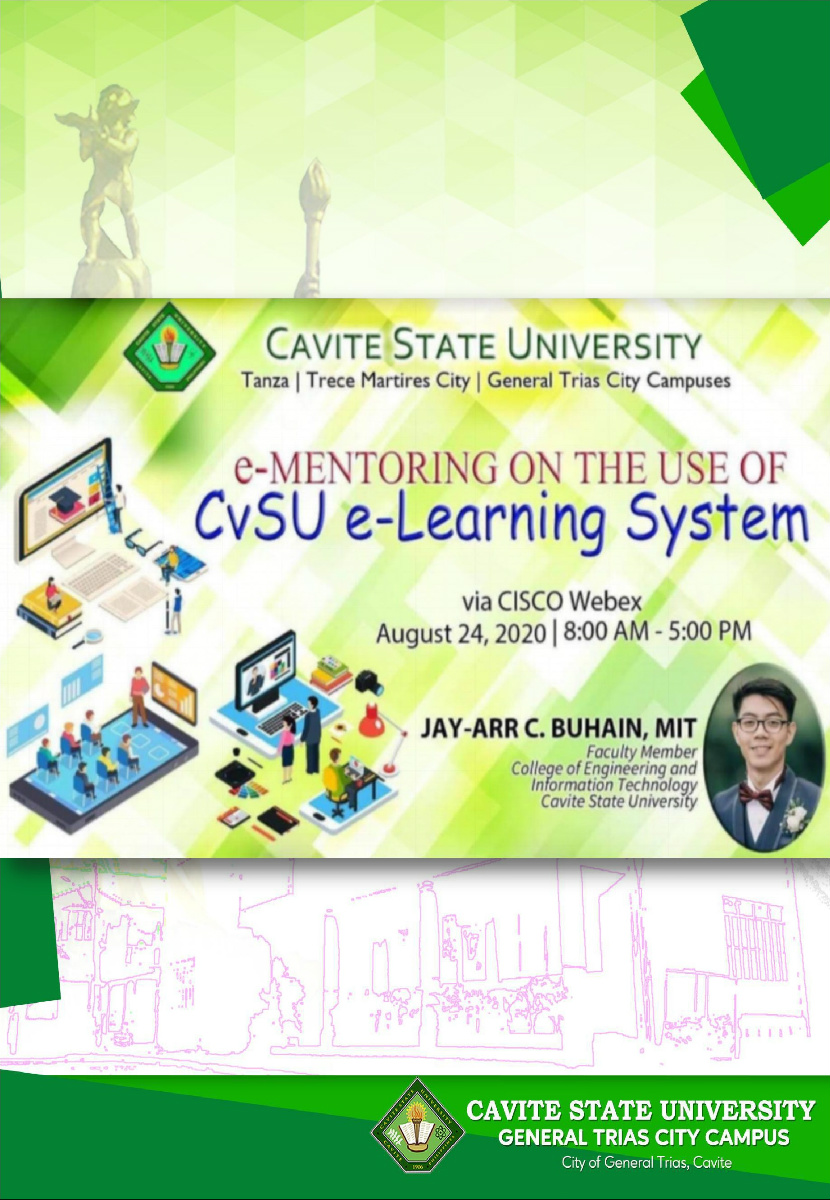 CAVITE STATE UNIVERSITY
Tanza | Trece Martires City | General Trias City Campuses
e-MENTORING ON THE USE OF
CvSU e-Learning System
via CISCO Webex
August 24, 2020 | 8:00 AM - 5:00 PM
JAY-ARR C. BUHAIN, MIT
Faculty Member
College of Engineering and
Information Technology
Cavite State University
CAVITE STATE UNIVERSITY
GENERAL TRIAS CITY CAMPUS
City of General Trias, Cavite
1906